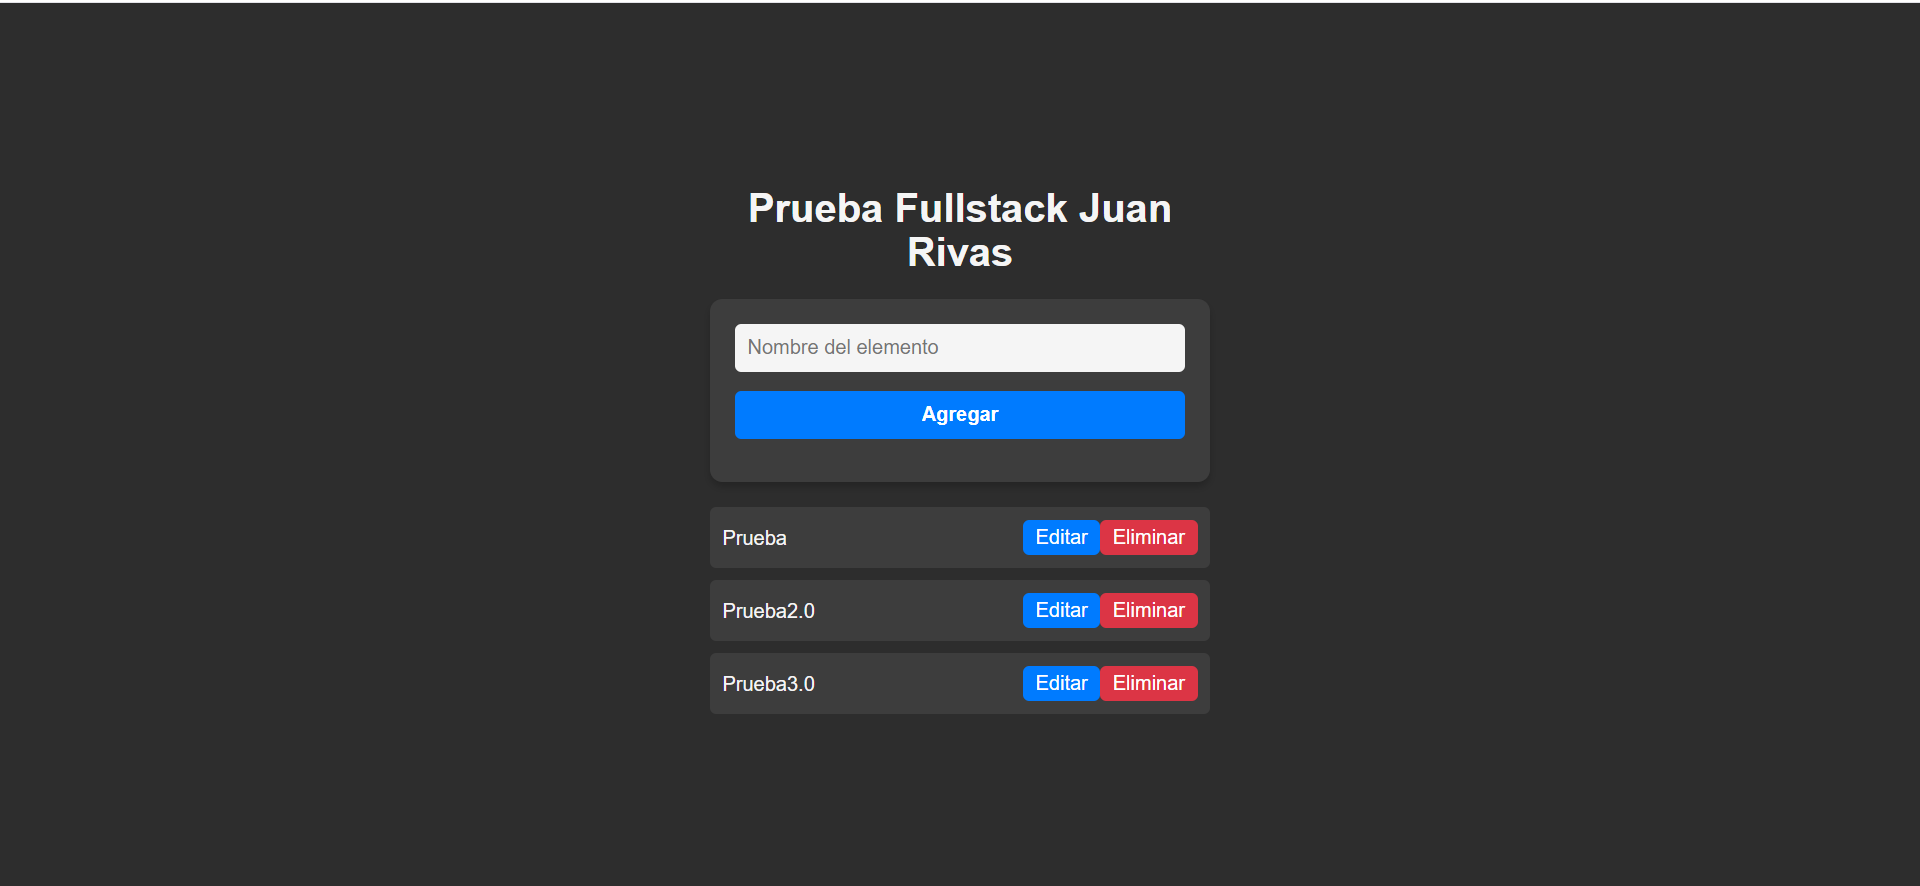 Prueba Fullstack Juan
Rivas
Nombre del elemento
Agregar
Prueba Editar Eliminar
Prueba2.0 Editar Eliminar
Prueba3.0 Editar Eliminar